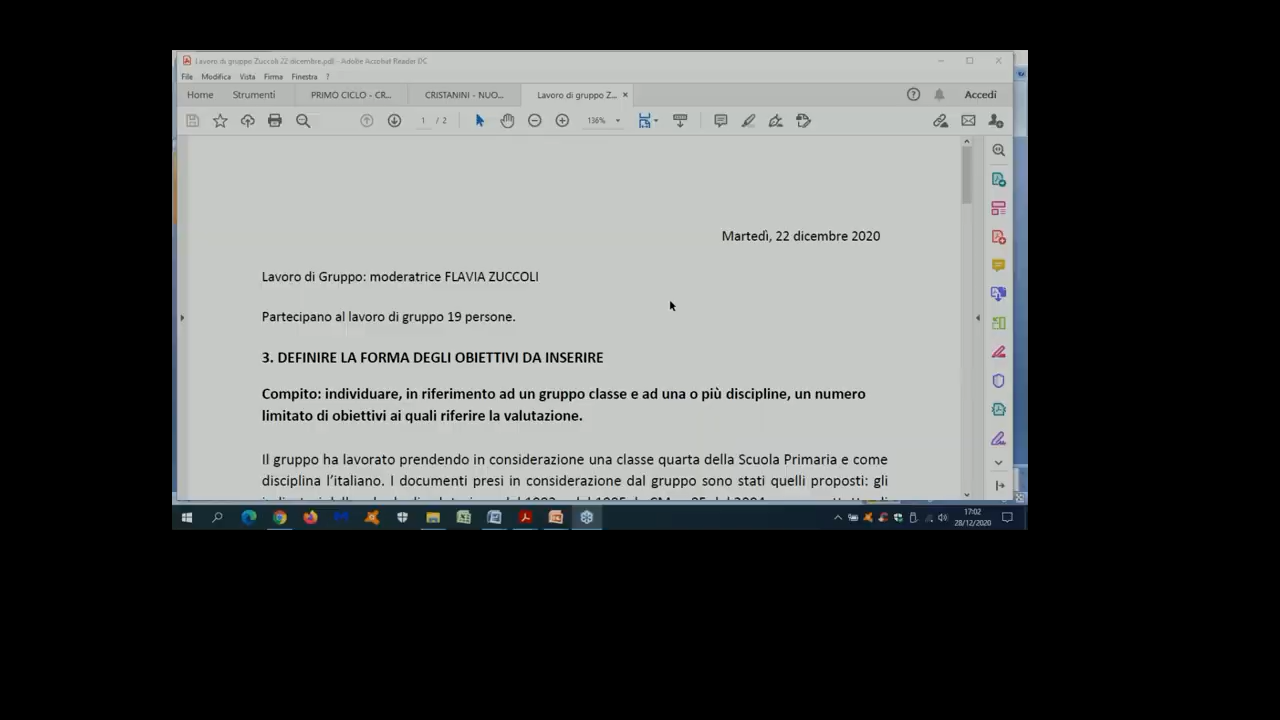 Lavoro di gruppo Zuccoli 22 dicembre.pdf - Adobe Acrobat Reader DC
File Modifica Vista Firma Finestra ?
Home Strumenti PRIMO CICLO - CR... CRISTANINI - NUO... Lavoro di gruppo Z... × Accedi
1 / 2 136%
Martedì, 22 dicembre 2020
Lavoro di Gruppo: moderatrice FLAVIA ZUCCOLI
Partecipano al lavoro di gruppo 19 persone.
3. DEFINIRE LA FORMA DEGLI OBIETTIVI DA INSERIRE
Compito: individuare, in riferimento ad un gruppo classe e ad una o più discipline, un numero
limitato di obiettivi ai quali riferire la valutazione.
Il gruppo ha lavorato prendendo in considerazione una classe quarta della Scuola Primaria e come
disciplina l'italiano. I documenti presi in considerazione dal gruppo sono stati quelli proposti: gli
17:02
28/12/2020